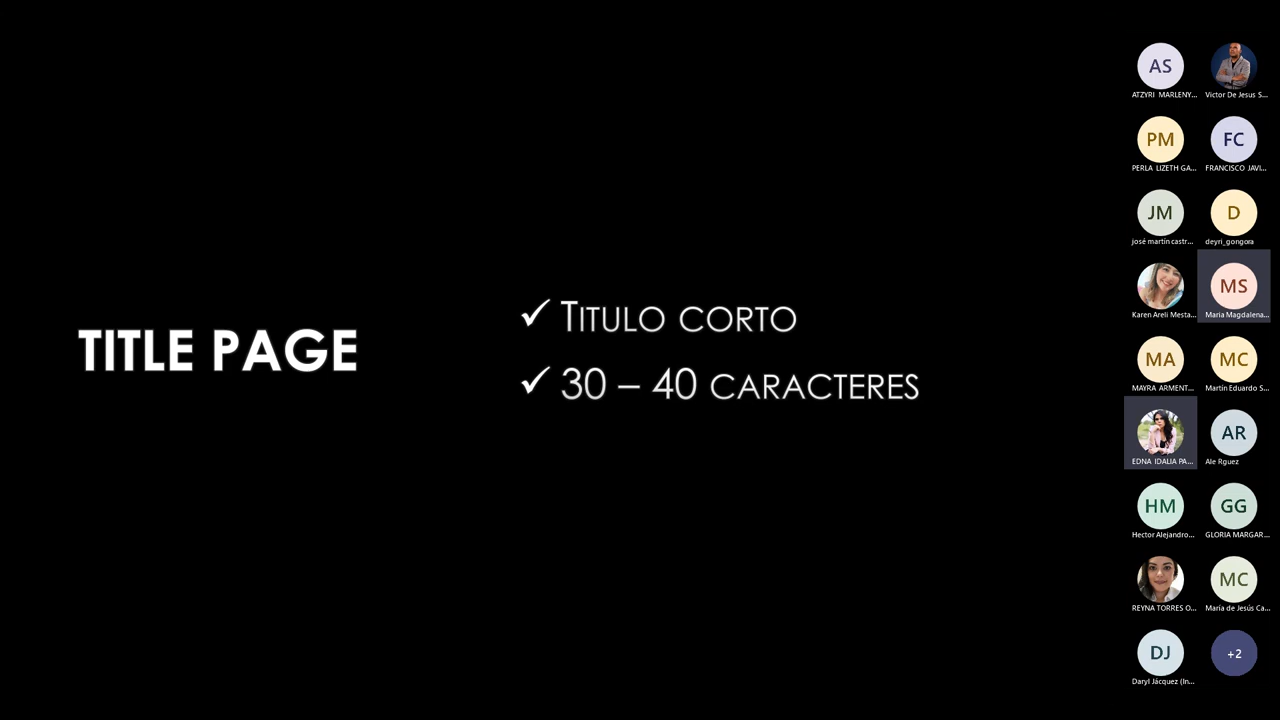 TITLE PAGE
✓ TITULO CORTO
✓ 30 – 40 CARACTERES
AS
ATZYRI MARLENY...
Víctor De Jesus S...
PM
PERLA LIZETH GA...
FC
FRANCISCO JAVI...
JM
josé martín castr...
D
deyri_gongora
Karen Areli Mesta...
MS
Maria Magdalena...
MA
MAYRA ARMENT...
MC
Martín Eduardo S...
EDNA IDALIA PA...
AR
Ale Rguez
HM
Hector Alejandro...
GG
GLORIA MARGAR...
REYNA TORRES O...
MC
María de Jesús Ca...
DJ
Daryl Jácquez (In...
+2